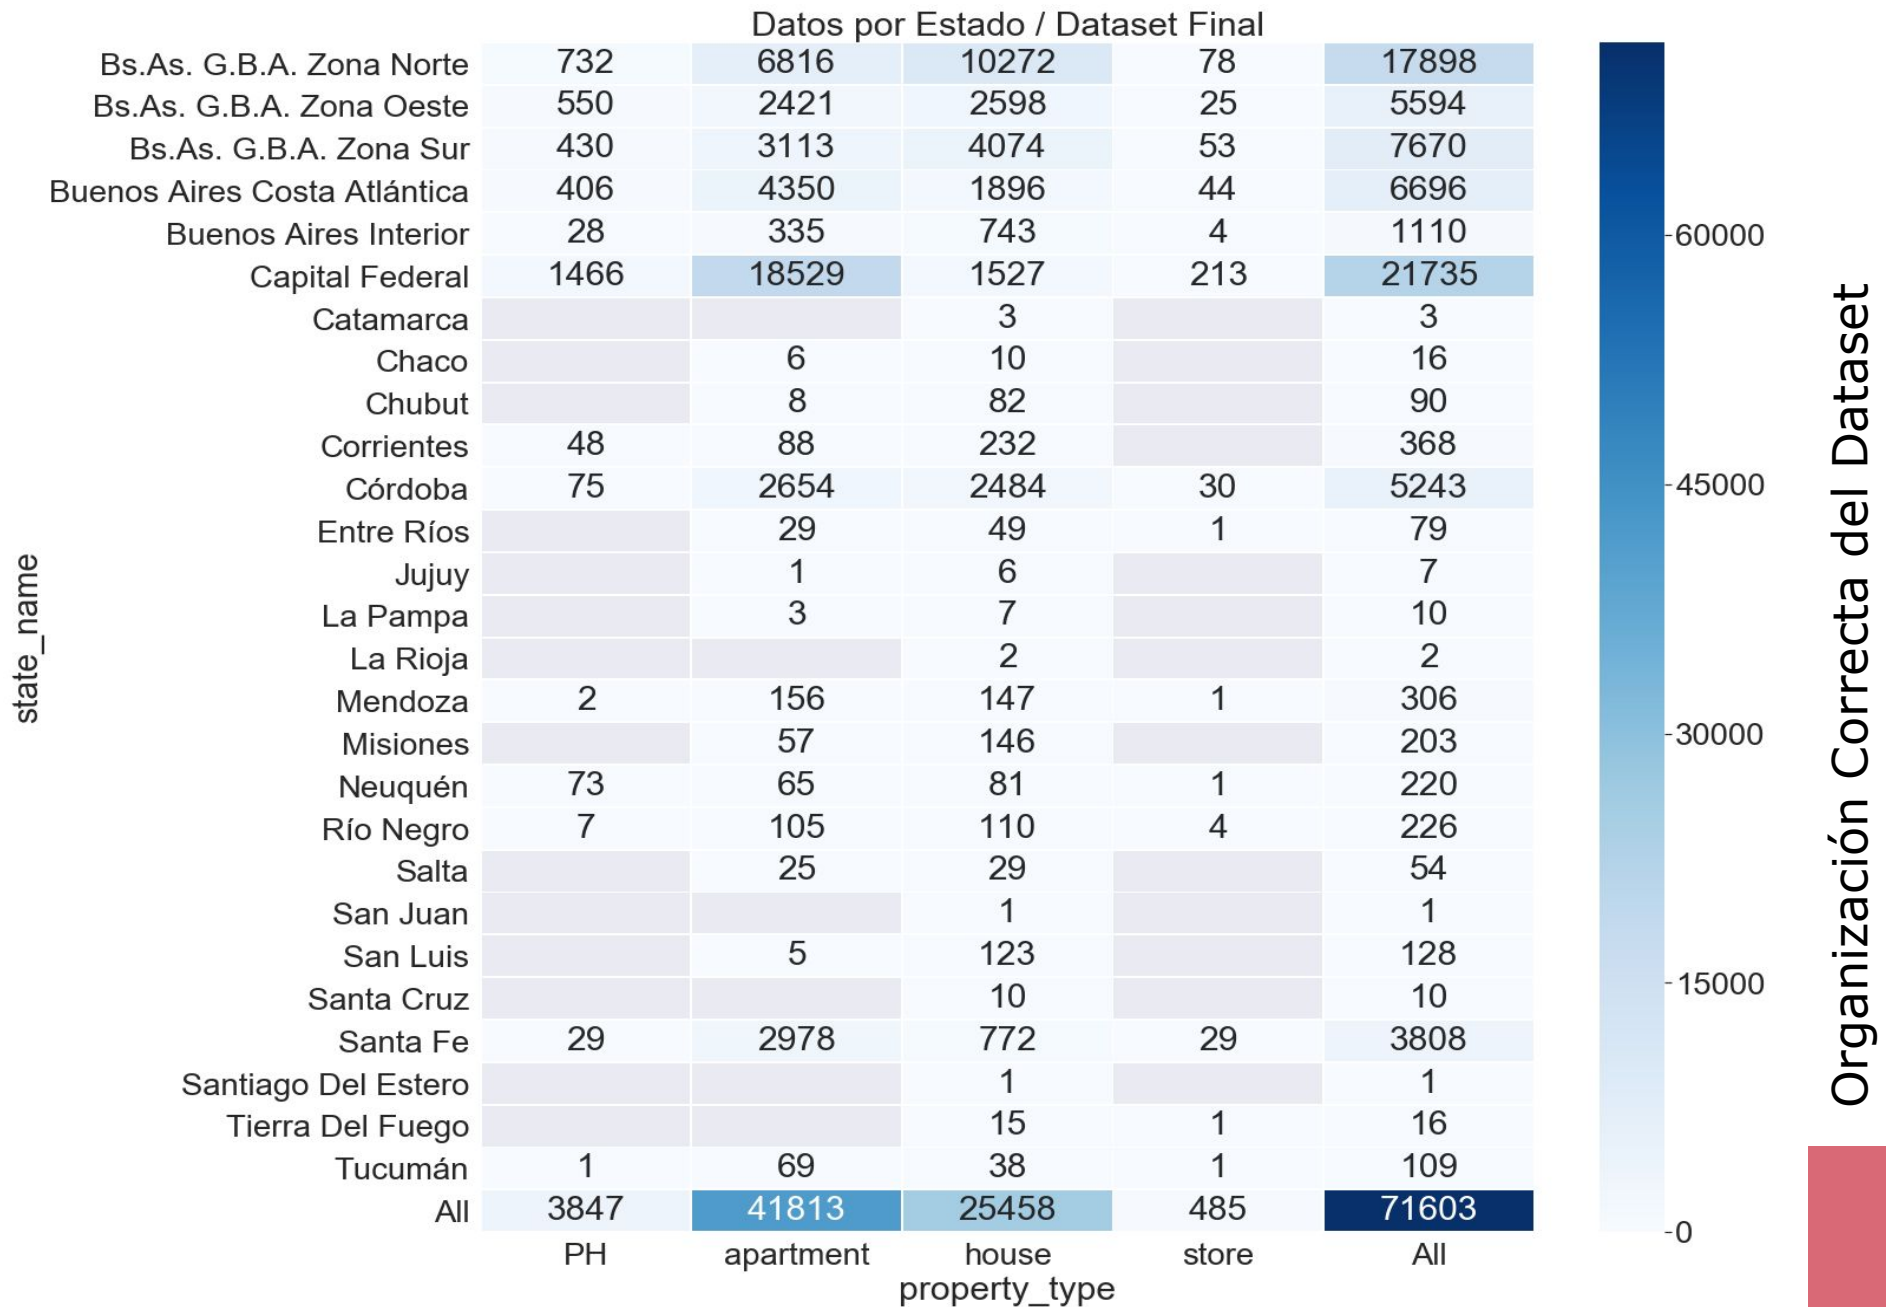 Datos por Estado / Dataset Final
Bs.As. G.B.A. Zona Norte 732 6816 10272 78 17898
Bs.As. G.B.A. Zona Oeste 550 2421 2598 25 5594
Bs.As. G.B.A. Zona Sur 430 3113 4074 53 7670
Buenos Aires Costa Atlántica 406 4350 1896 44 6696
Buenos Aires Interior 28 335 743 4 1110
Capital Federal 1466 18529 1527 213 21735
Catamarca 3 3
Chaco 6 10 16
Chubut 8 82 90
Corrientes 48 88 232 368
Córdoba 75 2654 2484 30 5243
Entre Ríos 29 49 1 79
Jujuy 1 6 7
La Pampa 3 7 10
La Rioja 2 2
Mendoza 2 156 147 1 306
Misiones 57 146 203
Neuquén 73 65 81 1 220
Río Negro 7 105 110 4 226
Salta 25 29 54
San Juan 1 1
San Luis 5 123 128
Santa Cruz 10 10
Santa Fe 29 2978 772 29 3808
Santiago Del Estero 1 1
Tierra Del Fuego 15 1 16
Tucumán 1 69 38 1 109
All 3847 41813 25458 485 71603
PH apartment house store All
property_type
state_name
60000
45000
30000
15000
0
Organización Correcta del Dataset